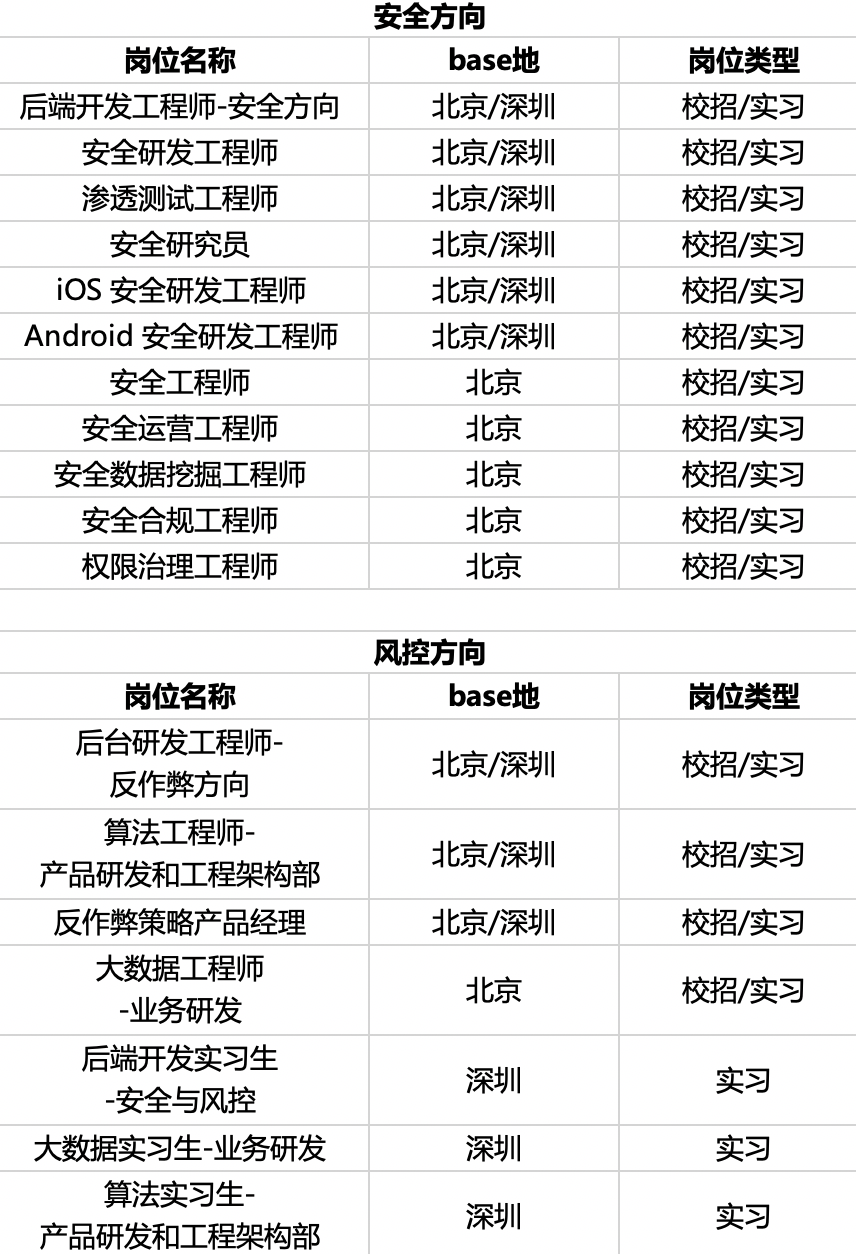 安全方向
岗位名称 base地 岗位类型
后端开发工程师-安全方向 北京/深圳 校招/实习
安全研发工程师 北京/深圳 校招/实习
渗透测试工程师 北京/深圳 校招/实习
安全研究员 北京/深圳 校招/实习
iOS 安全研发工程师 北京/深圳 校招/实习
Android 安全研发工程师 北京/深圳 校招/实习
安全工程师 北京 校招/实习
安全运营工程师 北京 校招/实习
安全数据挖掘工程师 北京 校招/实习
安全合规工程师 北京 校招/实习
权限治理工程师 北京 校招/实习
风控方向
岗位名称 base地 岗位类型
后台研发工程师-
反作弊方向 北京/深圳 校招/实习
算法工程师-
产品研发和工程架构部 北京/深圳 校招/实习
反作弊策略产品经理 北京/深圳 校招/实习
大数据工程师
-业务研发 北京 校招/实习
后端开发实习生
-安全与风控 深圳 实习
大数据实习生-业务研发 深圳 实习
算法实习生-
产品研发和工程架构部 深圳 实习